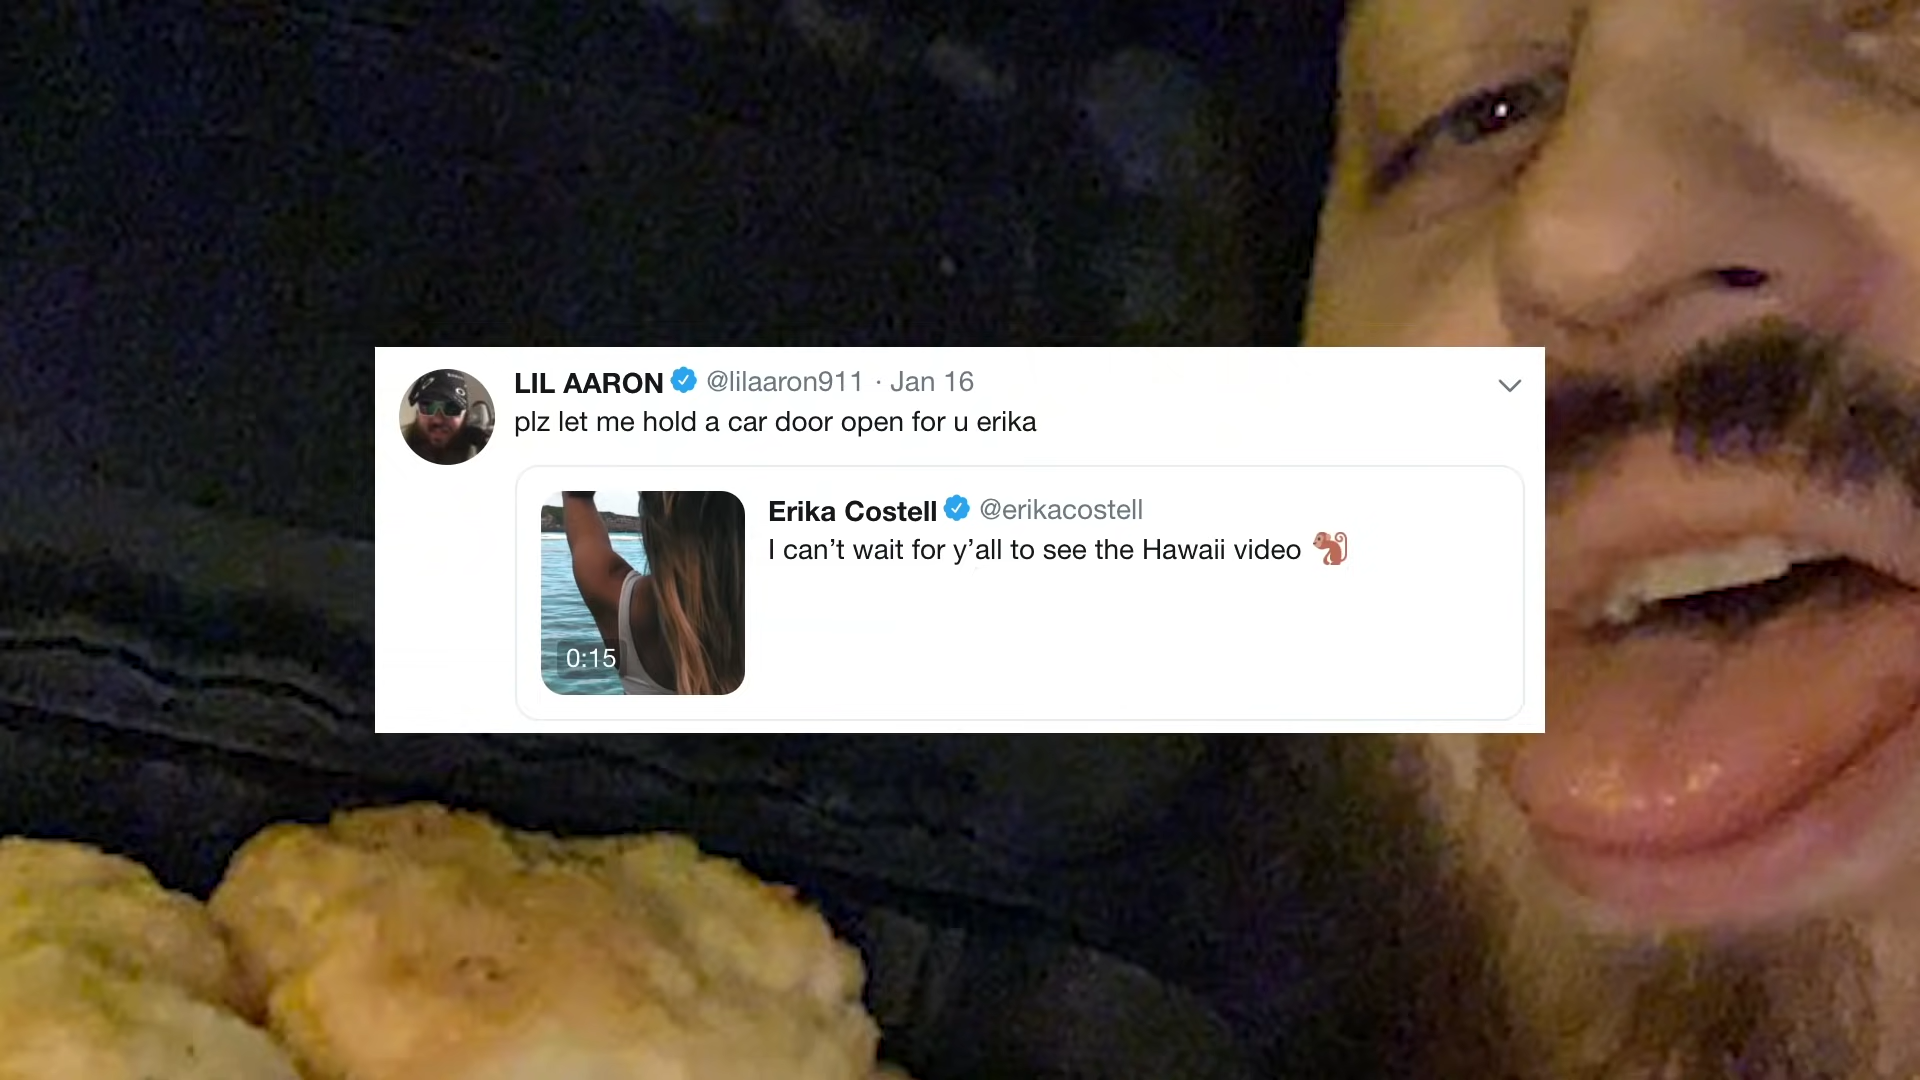 LIL AARON @lilaaron911 · Jan 16
plz let me hold a car door open for u erika
Erika Costell @erikacostell
I can’t wait for y’all to see the Hawaii video 🐒
0:15